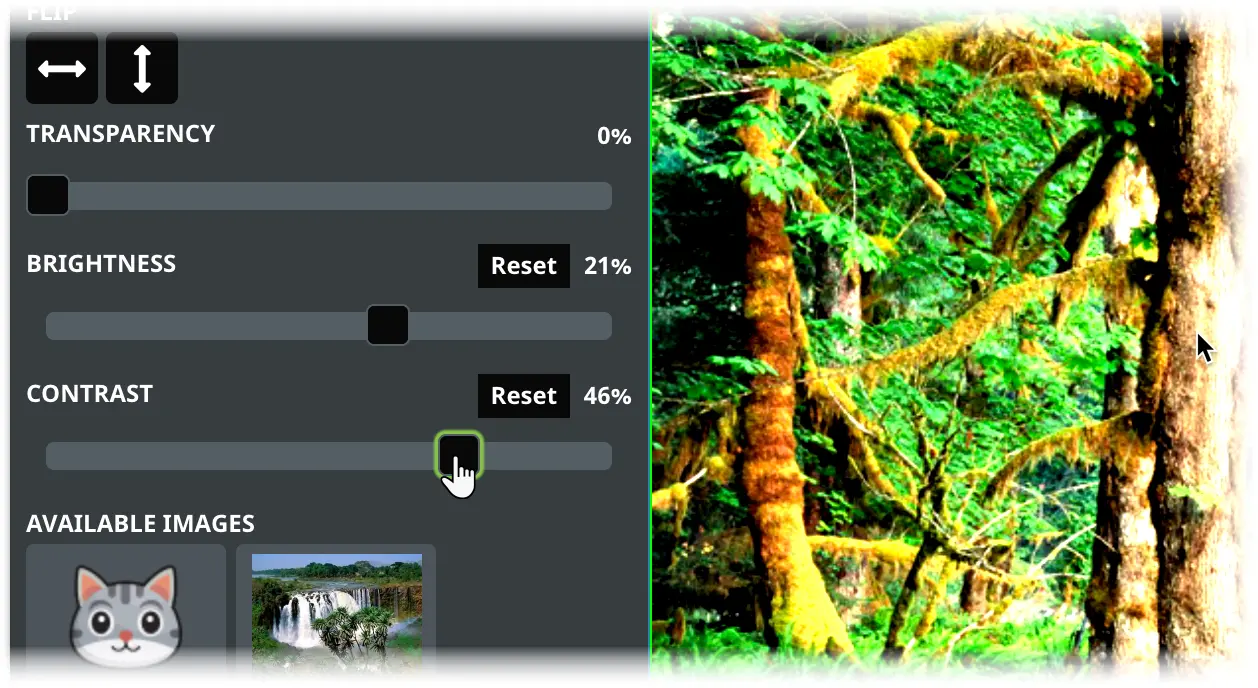 FLIP
TRANSPARENCY 0%
BRIGHTNESS Reset 21%
CONTRAST Reset 46%
AVAILABLE IMAGES